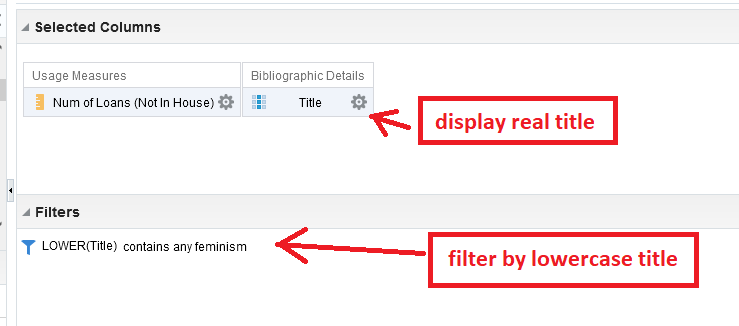 Selected Columns
Usage Measures
Bibliographic Details
Num of Loans (Not In House)
Title
display real title
Filters
LOWER(Title) contains any feminism
filter by lowercase title